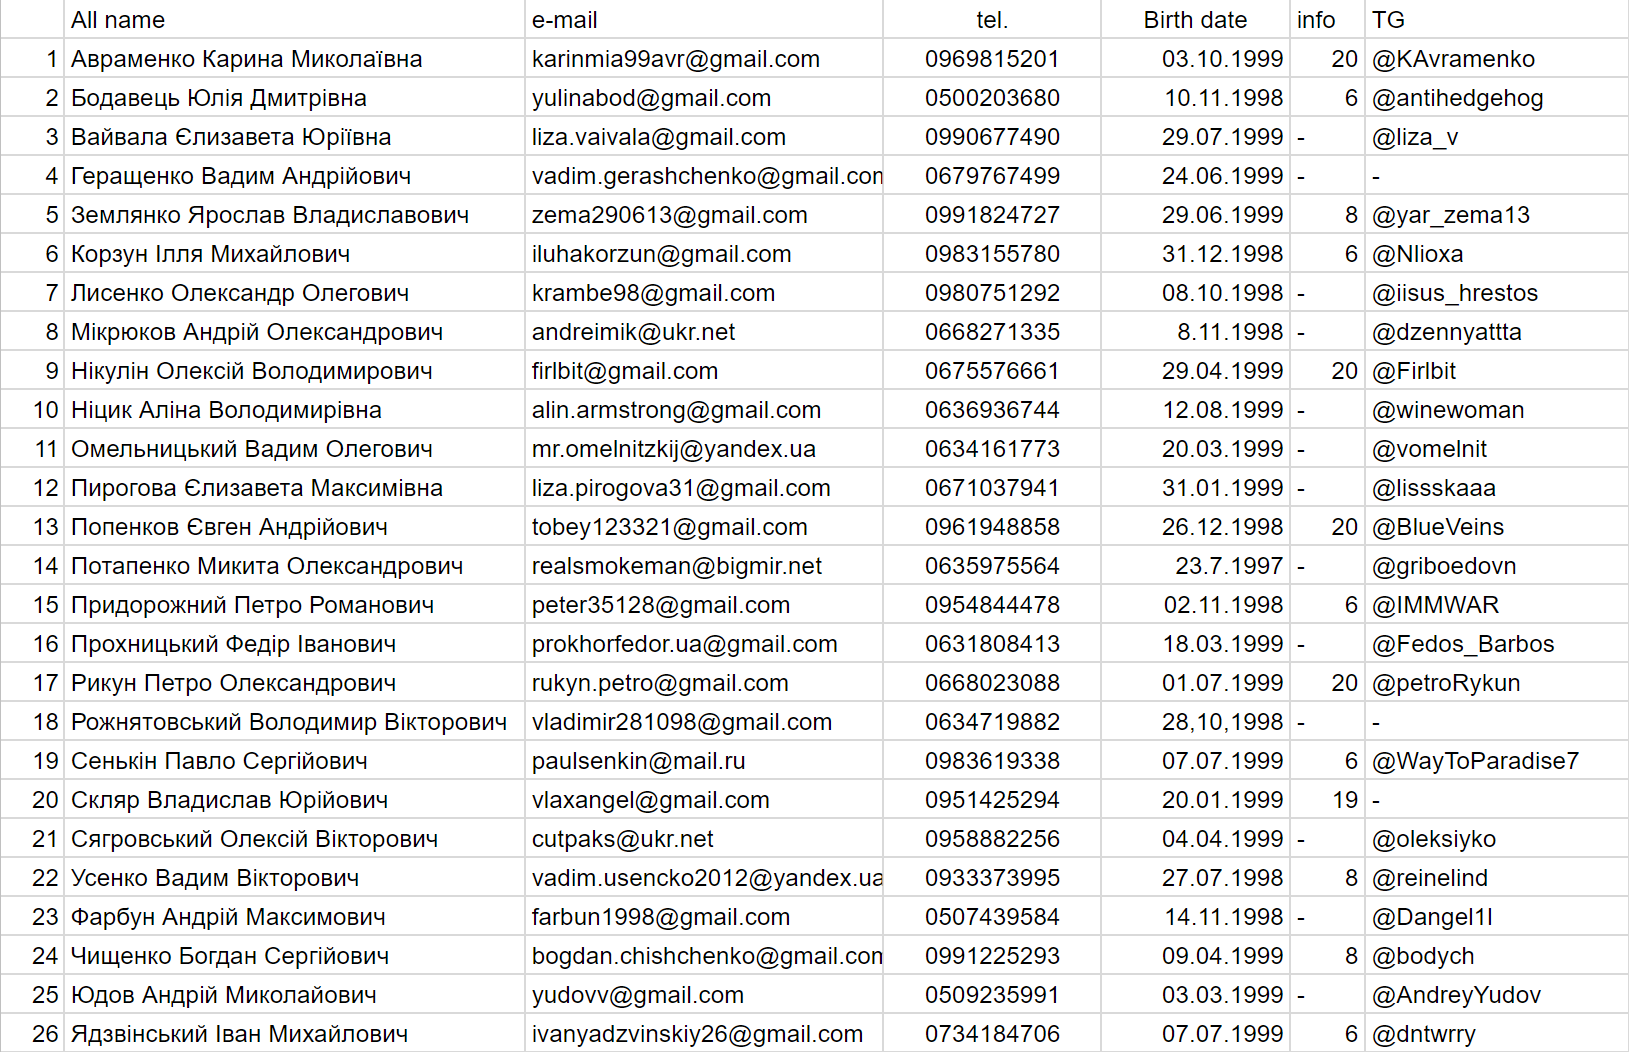 All name e-mail tel. Birth date info TG
1 Авраменко Карина Миколаївна karinmia99avr@gmail.com 0969815201 03.10.1999 20 @KAvramenko
2 Бодавець Юлія Дмитрівна yulinabod@gmail.com 0500203680 10.11.1998 6 @antihedgehog
3 Вайвала Єлизавета Юріївна liza.vaivala@gmail.com 0990677490 29.07.1999 - @liza_v
4 Геращенко Вадим Андрійович vadim.gerashchenko@gmail.com 0679767499 24.06.1999 - -
5 Землянко Ярослав Владиславович zema290613@gmail.com 0991824727 29.06.1999 8 @yar_zema13
6 Корзун Ілля Михайлович iluhakorzun@gmail.com 0983155780 31.12.1998 6 @Nlioxa
7 Лисенко Олександр Олегович krambe98@gmail.com 0980751292 08.10.1998 - @iisus_hrestos
8 Мікрюков Андрій Олександрович andreimik@ukr.net 0668271335 8.11.1998 - @dzennyattta
9 Нікулін Олексій Володимирович firlbit@gmail.com 0675576661 29.04.1999 20 @Firlbit
10 Ніцик Аліна Володимирівна alin.armstrong@gmail.com 0636936744 12.08.1999 - @winewoman
11 Омельницький Вадим Олегович mr.omelnitzkij@yandex.ua 0634161773 20.03.1999 - @vomelnit
12 Пирогова Єлизавета Максимівна liza.pirogova31@gmail.com 0671037941 31.01.1999 - @lissskaaa
13 Попенков Євген Андрійович tobey123321@gmail.com 0961948858 26.12.1998 20 @BlueVeins
14 Потапенко Микита Олександрович realsmokeman@bigmir.net 0635975564 23.7.1997 - @griboedovn
15 Придорожний Петро Романович peter35128@gmail.com 0954844478 02.11.1998 6 @IMMWAR
16 Прохницький Федір Іванович prokhorfedor.ua@gmail.com 0631808413 18.03.1999 - @Fedos_Barbos
17 Рикун Петро Олександрович rukyn.petro@gmail.com 0668023088 01.07.1999 20 @petroRykun
18 Рожнятовський Володимир Вікторович vladimir281098@gmail.com 0634719882 28,10,1998 - -
19 Сенькін Павло Сергійович paulsenkin@mail.ru 0983619338 07.07.1999 6 @WayToParadise7
20 Скляр Владислав Юрійович vlaxangel@gmail.com 0951425294 20.01.1999 19 -
21 Сягровський Олексій Вікторович cutpaks@ukr.net 0958882256 04.04.1999 - @oleksiyko
22 Усенко Вадим Вікторович vadim.usencko2012@yandex.ua 0933373995 27.07.1998 8 @reinelind
23 Фарбун Андрій Максимович farbun1998@gmail.com 0507439584 14.11.1998 - @Dangel1l
24 Чищенко Богдан Сергійович bogdan.chishchenko@gmail.com 0991225293 09.04.1999 8 @bodych
25 Юдов Андрій Миколайович yudovv@gmail.com 0509235991 03.03.1999 - @AndreyYudov
26 Ядзвінський Іван Михайлович ivanyadzvinskiy26@gmail.com 0734184706 07.07.1999 6 @dntwrry